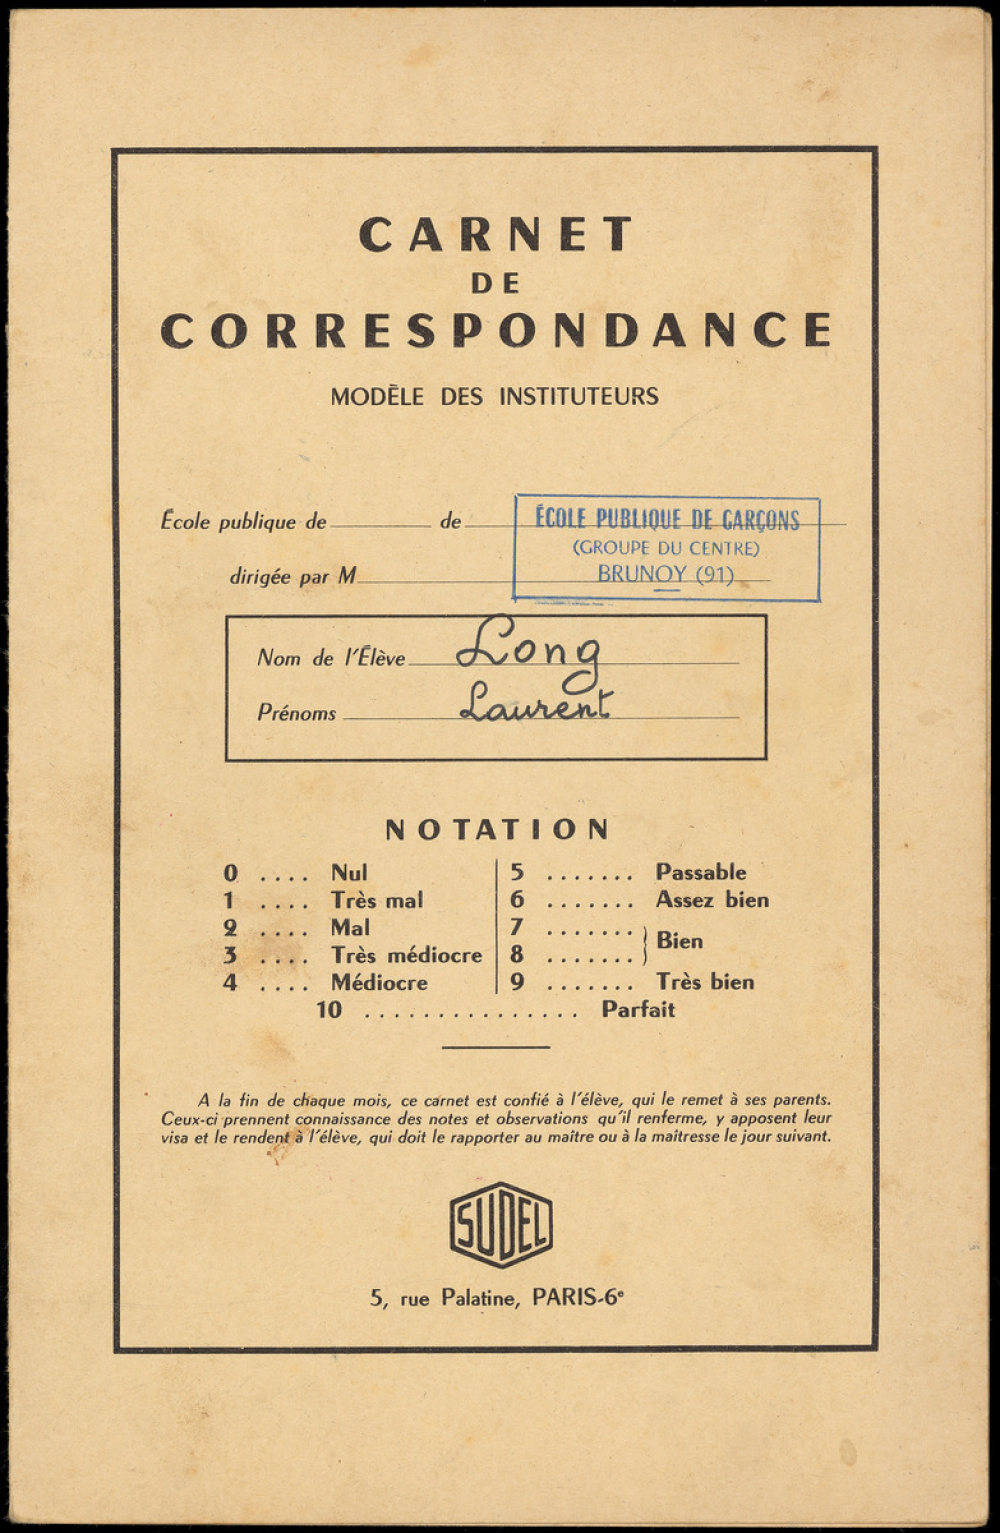 CARNET
DE
CORRESPONDANCE
MODÈLE DES INSTITUTEURS
École publique de ________ de ________
ÉCOLE PUBLIQUE DE GARÇONS
(GROUPE DU CENTRE)
BRUNOY (91)
dirigée par M ________
Nom de l'Élève Long
Prénoms Laurent
NOTATION
0 .... Nul 5 ....... Passable
1 .... Très mal 6 ....... Assez bien
2 .... Mal 7 .......
3 .... Très médiocre 8 ....... } Bien
4 .... Médiocre 9 ....... Très bien
10 ............... Parfait
A la fin de chaque mois, ce carnet est confié à l'élève, qui le remet à ses parents.
Ceux-ci prennent connaissance des notes et observations qu'il renferme, y apposent leur
visa et le rendent à l'élève, qui doit le rapporter au maître ou à la maîtresse le jour suivant.
SUDEL
5, rue Palatine, PARIS-6e